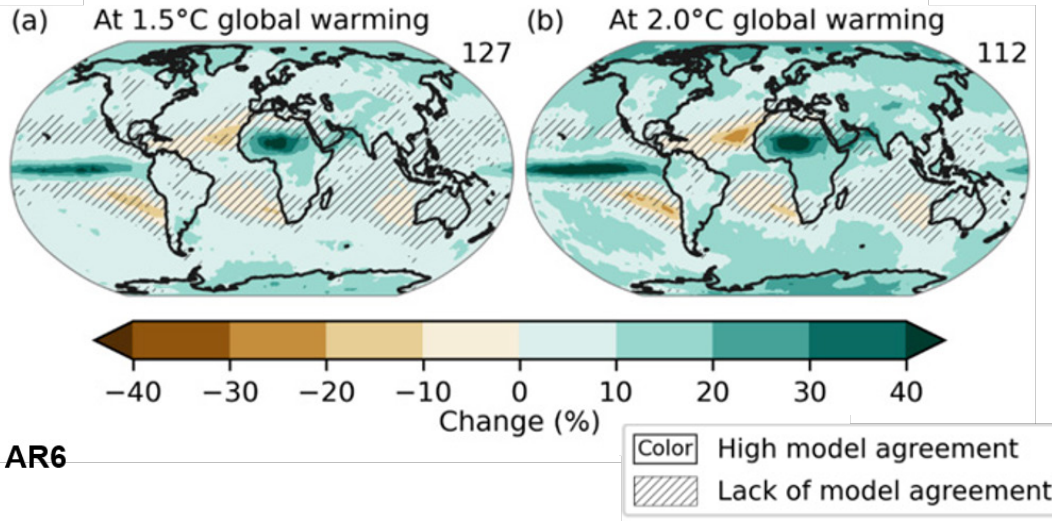 (a) At 1.5°C global warming
127
(b) At 2.0°C global warming
112
−40 −30 −20 −10 0 10 20 30 40
Change (%)
AR6
Color High model agreement
Lack of model agreement